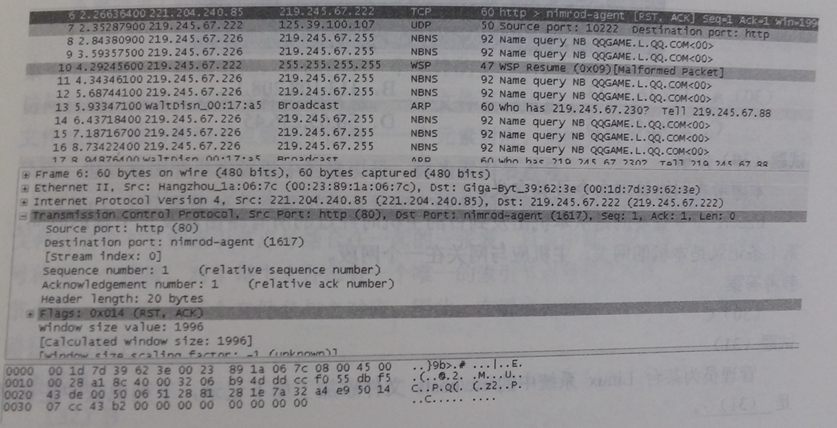 6 2.26636400 221.204.240.85 219.245.67.222 TCP 60 http > nimrod-agent [RST, ACK] Seq=1 Ack=1 Win=199
7 2.35287900 219.245.67.222 125.39.100.107 UDP 50 Source port: 10222 Destination port: http
8 2.84380900 219.245.67.226 219.245.67.222 NBNS 92 Name query NB QQGAME.L.QQ.COM<00>
9 3.59357500 219.245.67.226 219.245.67.222 NBNS 92 Name query NB QQGAME.L.QQ.COM<00>
10 4.29245600 219.245.67.222 255.255.255.255 WSP 47 WSP Resume (0x09)[Malformed Packet]
11 4.34346100 219.245.67.226 219.245.67.222 NBNS 92 Name query NB QQGAME.L.QQ.COM<00>
12 5.68744100 219.245.67.226 219.245.67.222 NBNS 92 Name query NB QQGAME.L.QQ.COM<00>
13 5.93347100 WaltDisn_00:17:a5 Broadcast ARP 60 Who has 219.245.67.230? Tell 219.245.67.88
14 6.43718400 219.245.67.226 219.245.67.222 NBNS 92 Name query NB QQGAME.L.QQ.COM<00>
15 7.18716700 219.245.67.226 219.245.67.222 NBNS 92 Name query NB QQGAME.L.QQ.COM<00>
16 8.73422400 219.245.67.226 219.245.67.222 NBNS 92 Name query NB QQGAME.L.QQ.COM<00>
17 8.94876400 WaltDisn_00:17:a5 Broadcast ARP 60 Who has 219.245.67.230? Tell 219.245.67.88
Frame 6: 60 bytes on wire (480 bits), 60 bytes captured (480 bits)
Ethernet II, Src: Hangzhou_1a:06:7c (00:23:89:1a:06:7c), Dst: Giga-Byt_39:62:3e (00:1d:7d:39:62:3e)
Internet Protocol Version 4, Src: 221.204.240.85 (221.204.240.85), Dst: 219.245.67.222 (219.245.67.222)
Transmission Control Protocol, Src Port: http (80), Dst Port: nimrod-agent (1617), Seq: 1, Ack: 1, Len: 0
Source port: http (80)
Destination port: nimrod-agent (1617)
[Stream index: 0]
Sequence number: 1 (relative sequence number)
Acknowledgement number: 1 (relative ack number)
Header length: 20 bytes
Flags: 0x014 (RST, ACK)
Window size value: 1996
[Calculated window size: 1996]
[Window size scaling factor: -1 (unknown)]
0000 00 1d 7d 39 62 3e 00 23 89 1a 06 7c 08 00 45 00 ..}9b>.# ...|..E.
0010 00 28 a1 8c 40 00 32 06 b9 4d dd cc f0 55 db f5 .(..@.2. .M...U..
0020 43 de 00 50 06 51 28 81 28 1e 7a 32 a4 e9 50 14 C..P.Q(. (.z2..P.
0030 07 cc 43 b2 00 00 00 00 00 00 00 00 ..C..... ....